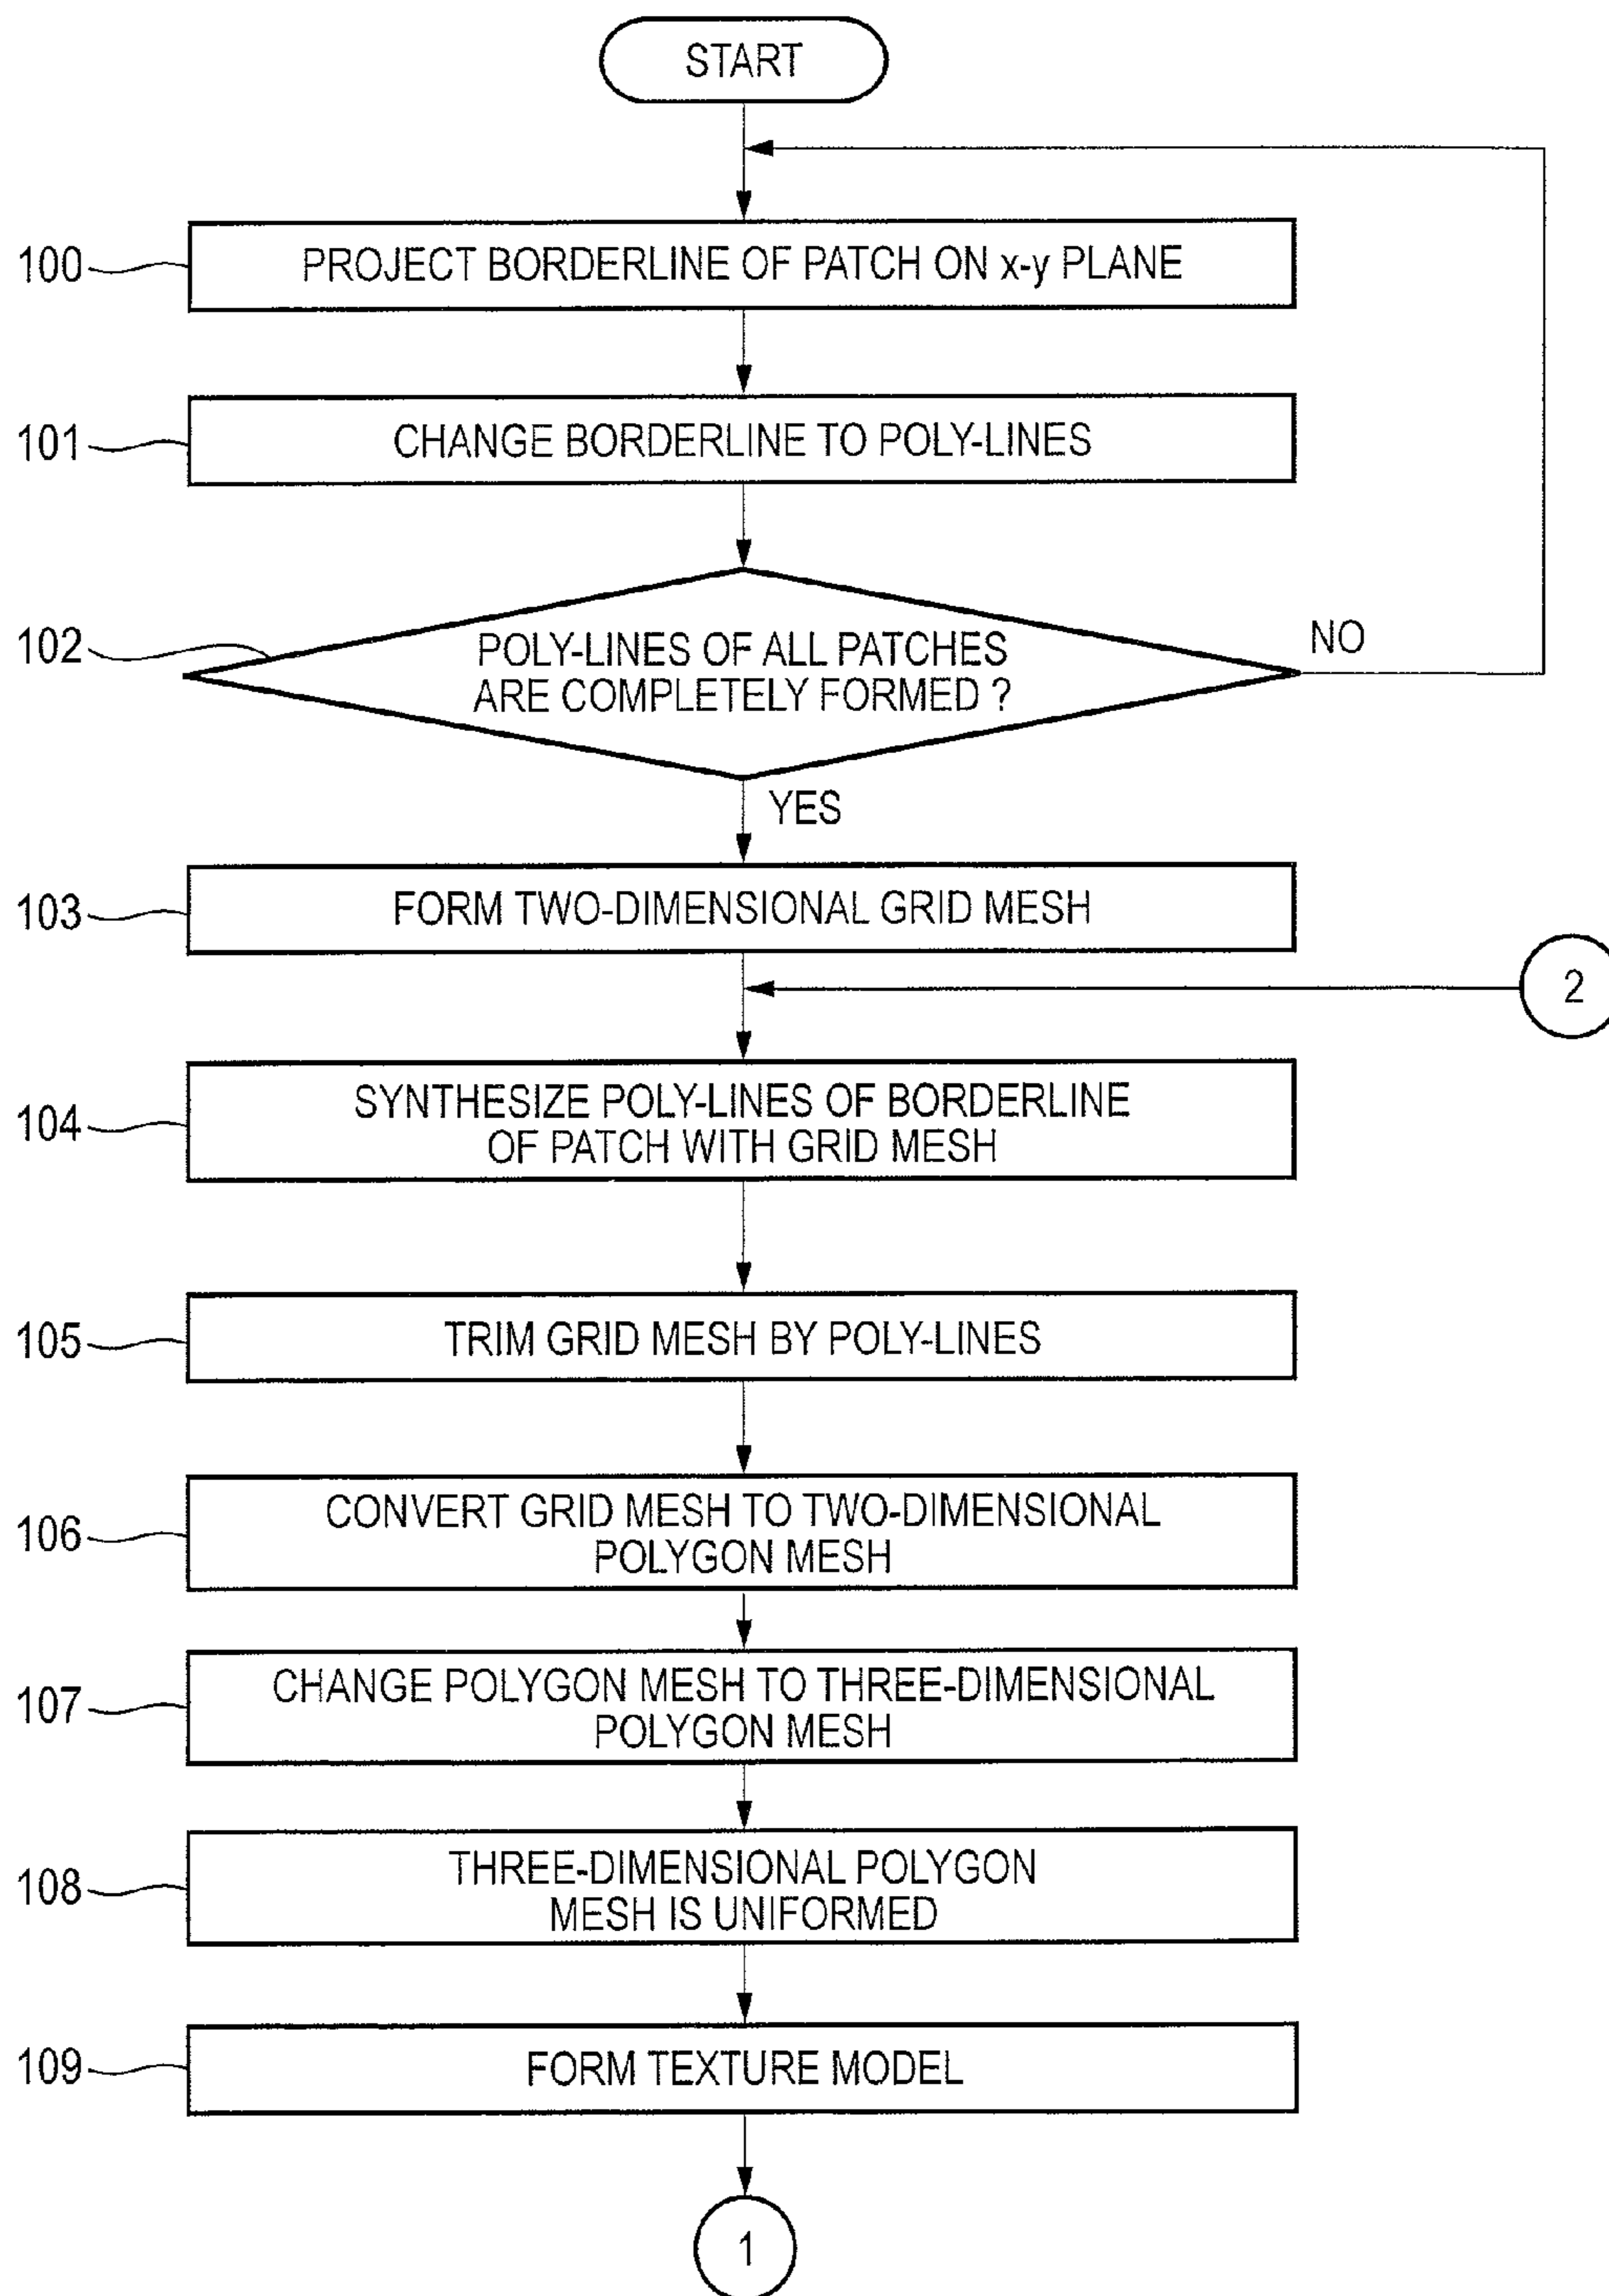 START
100
PROJECT BORDERLINE OF PATCH ON x-y PLANE
101
CHANGE BORDERLINE TO POLY-LINES
102
POLY-LINES OF ALL PATCHES
ARE COMPLETELY FORMED ?
NO
YES
103
FORM TWO-DIMENSIONAL GRID MESH
2
104
SYNTHESIZE POLY-LINES OF BORDERLINE
OF PATCH WITH GRID MESH
105
TRIM GRID MESH BY POLY-LINES
106
CONVERT GRID MESH TO TWO-DIMENSIONAL
POLYGON MESH
107
CHANGE POLYGON MESH TO THREE-DIMENSIONAL
POLYGON MESH
108
THREE-DIMENSIONAL POLYGON
MESH IS UNIFORMED
109
FORM TEXTURE MODEL
1